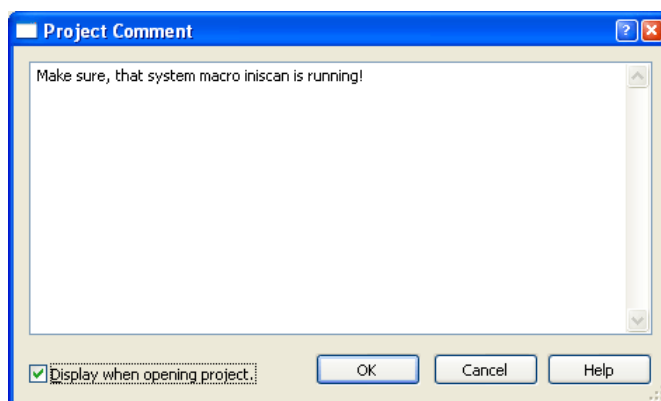 Project Comment
Make sure, that system macro iniscan is running!
Display when opening project.
OK
Cancel
Help